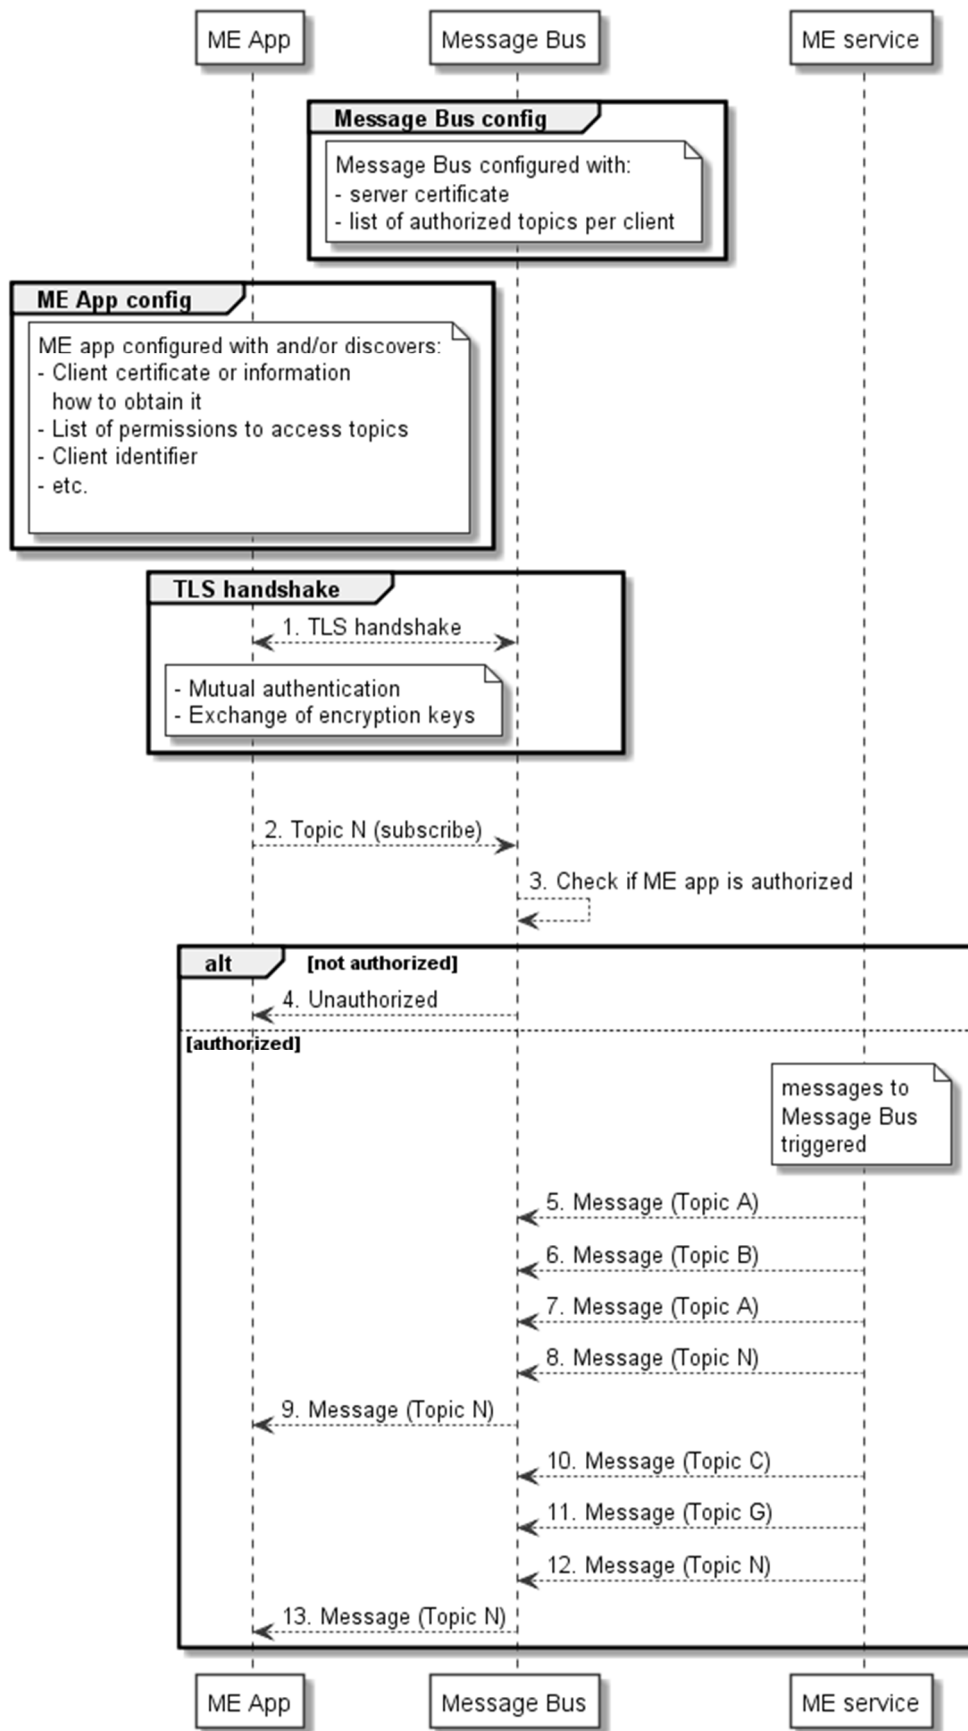 ME App
Message Bus
ME service
Message Bus config
Message Bus configured with:
- server certificate
- list of authorized topics per client
ME App config
ME app configured with and/or discovers:
- Client certificate or information
how to obtain it
- List of permissions to access topics
- Client identifier
- etc.
TLS handshake
1. TLS handshake
- Mutual authentication
- Exchange of encryption keys
2. Topic N (subscribe)
3. Check if ME app is authorized
alt [not authorized]
4. Unauthorized
[authorized]
messages to
Message Bus
triggered
5. Message (Topic A)
6. Message (Topic B)
7. Message (Topic A)
8. Message (Topic N)
9. Message (Topic N)
10. Message (Topic C)
11. Message (Topic G)
12. Message (Topic N)
13. Message (Topic N)
ME App
Message Bus
ME service